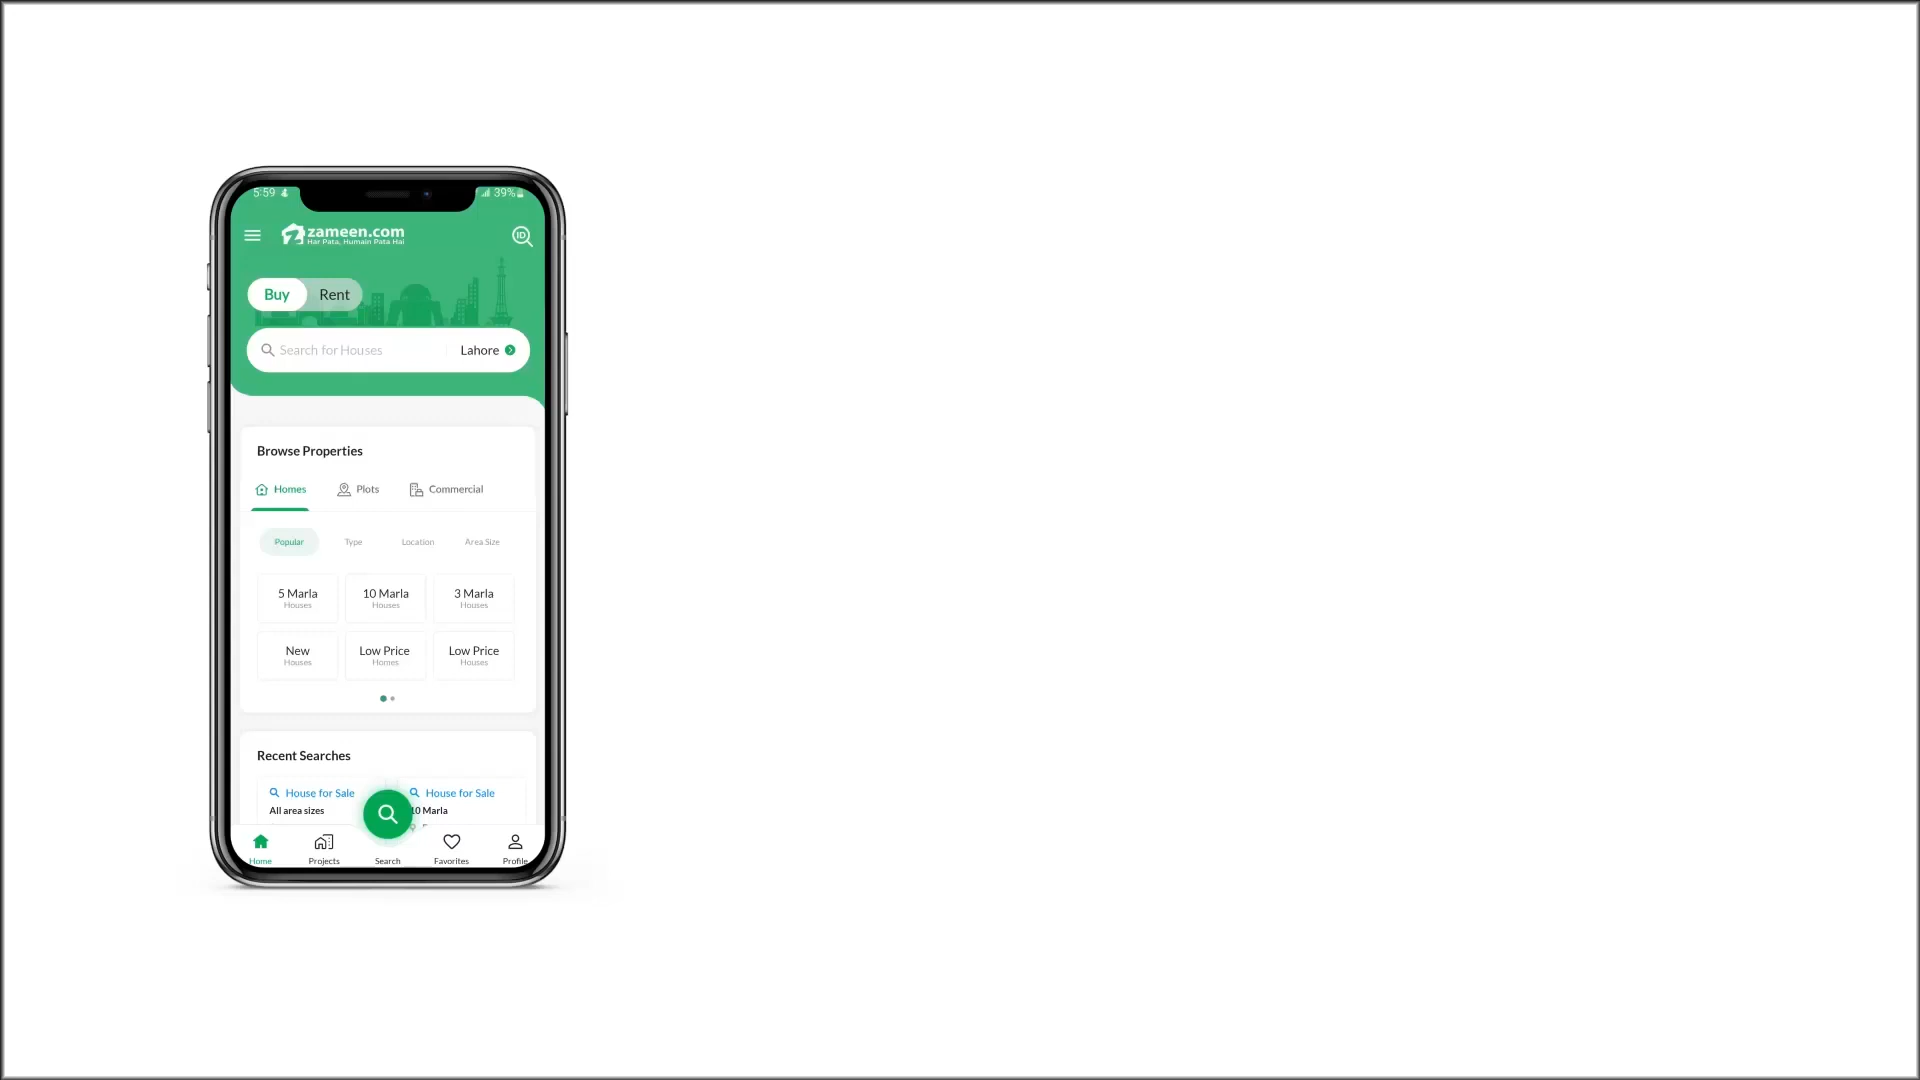 5:59
39%
zameen.com
Har Pata, Humain Pata Hai
ID
Buy Rent
Search for Houses Lahore
Browse Properties
Homes Plots Commercial
Popular Type Location Area Size
5 Marla 10 Marla 3 Marla
Houses Houses Houses
New Low Price Low Price
Houses Homes Houses
Recent Searches
House for Sale House for Sale
All area sizes 10 Marla
Home Projects Search Favorites Profile